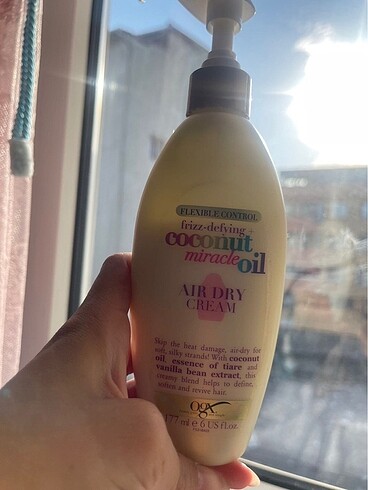 FLEXIBLE CONTROL
frizz-defying +
coconut
miracle oil
AIR DRY
CREAM
Skip the heat damage, air-dry for
soft, silky strands! With coconut
oil, essence of tiare and
vanilla bean extract, this
creamy blend helps to define,
soften and revive hair.
ogx
177 ml e 6 US fl.oz.